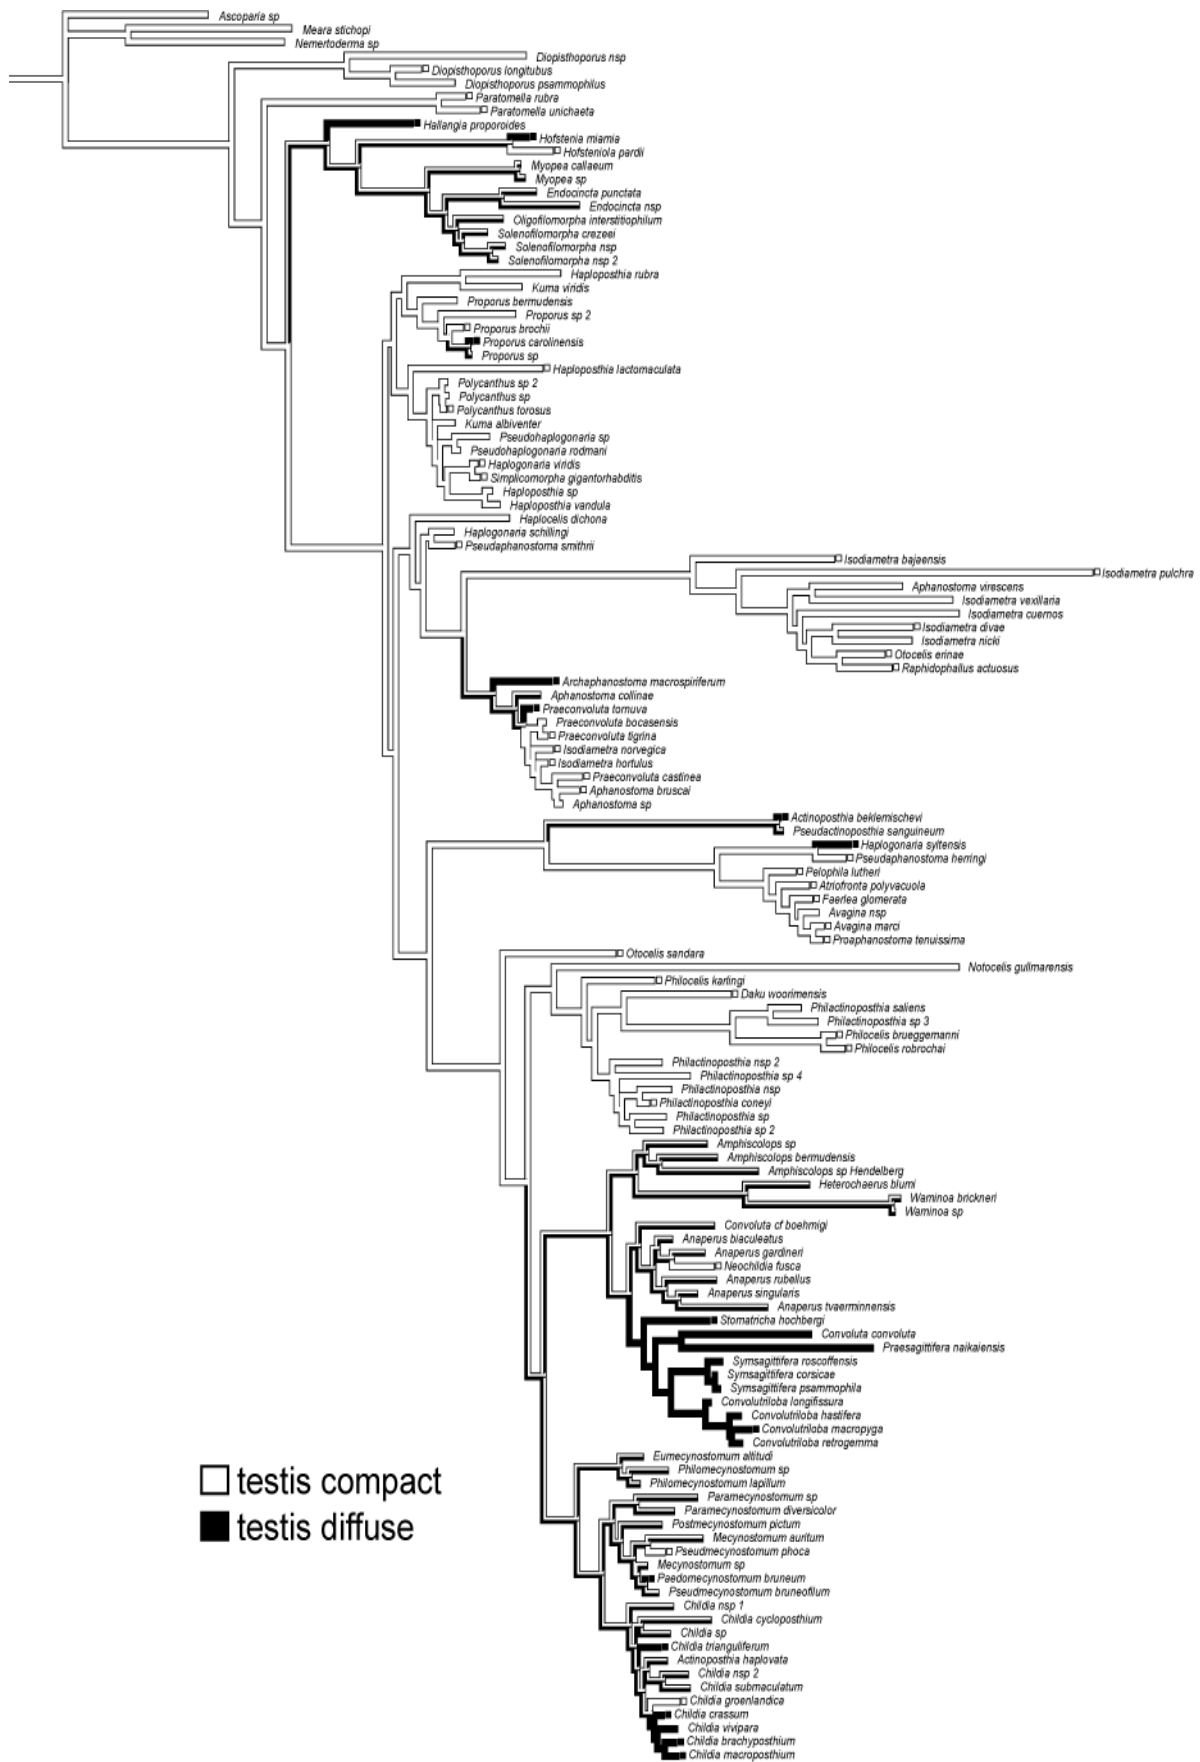 Ascoparia sp
Meara stichopi
Nemertoderma sp
Diopisthoporus nsp
Diopisthoporus longitubus
Diopisthoporus psammophilus
Paratomella rubra
Paratomella unichaeta
Hallangia proporoides
Hofstenia miamia
Hofsteniola pardii
Myopea callaeum
Myopea sp
Endocincta punctata
Endocincta nsp
Oligofilomorpha interstitiophilum
Solenofilomorpha crezeei
Solenofilomorpha nsp
Solenofilomorpha nsp 2
Haploposthia rubra
Kuma viridis
Proporus bermudensis
Proporus sp 2
Proporus brochii
Proporus carolinensis
Proporus sp
Haploposthia lactomaculata
Polycanthus sp 2
Polycanthus sp
Polycanthus torosus
Kuma albiventer
Pseudohaplogonaria sp
Pseudohaplogonaria rodmani
Haplogonaria viridis
Simplicomorpha gigantorhabditis
Haploposthia sp
Haploposthia vandula
Haplocelis dichona
Haplogonaria schillingi
Pseudaphanostoma smithrii
Isodiametra bajaensis
Isodiametra pulchra
Aphanostoma virescens
Isodiametra vexillaria
Isodiametra cuernos
Isodiametra divae
Isodiametra nicki
Otocelis erinae
Raphidophallus actuosus
Archaphanostoma macrospiriferum
Aphanostoma collinae
Praeconvoluta tornuva
Praeconvoluta bocasensis
Praeconvoluta tigrina
Isodiametra norvegica
Isodiametra hortulus
Praeconvoluta castinea
Aphanostoma bruscai
Aphanostoma sp
Actinoposthia beklemischevi
Pseudactinoposthia sanguineum
Haplogonaria syltensis
Pseudaphanostoma herringi
Pelophila lutheri
Atriofronta polyvacuola
Faerlea glomerata
Avagina nsp
Avagina marci
Proaphanostoma tenuissima
Otocelis sandara
Notocelis gullmarensis
Philocelis karlingi
Daku woorimensis
Philactinoposthia saliens
Philactinoposthia sp 3
Philocelis brueggemanni
Philocelis robrochai
Philactinoposthia nsp 2
Philactinoposthia sp 4
Philactinoposthia nsp
Philactinoposthia coneyi
Philactinoposthia sp
Philactinoposthia sp 2
Amphiscolops sp
Amphiscolops bermudensis
Amphiscolops sp Hendelberg
Heterochaerus blumi
Waminoa brickneri
Waminoa sp
Convoluta cf boehmigi
Anaperus biaculeatus
Anaperus gardineri
Neochildia fusca
Anaperus rubellus
Anaperus singularis
Anaperus tvaerminnensis
Stomatricha hochbergi
Convoluta convoluta
Praesagittifera naikaiensis
Symsagittifera roscoffensis
Symsagittifera corsicae
Symsagittifera psammophila
Convolutriloba longifissura
Convolutriloba hastifera
Convolutriloba macropyga
Convolutriloba retrogemma
Eumecynostomum altitudi
Philomecynostomum sp
Philomecynostomum lapillum
Paramecynostomum sp
Paramecynostomum diversicolor
Postmecynostomum pictum
Mecynostomum auritum
Pseudmecynostomum phoca
Mecynostomum sp
Paedomecynostomum bruneum
Pseudmecynostomum bruneofilum
Childia nsp 1
Childia cycloposthium
Childia sp
Childia trianguliferum
Actinoposthia haplovata
Childia nsp 2
Childia submaculatum
Childia groenlandica
Childia crassum
Childia vivipara
Childia brachyposthium
Childia macroposthium
testis compact
testis diffuse